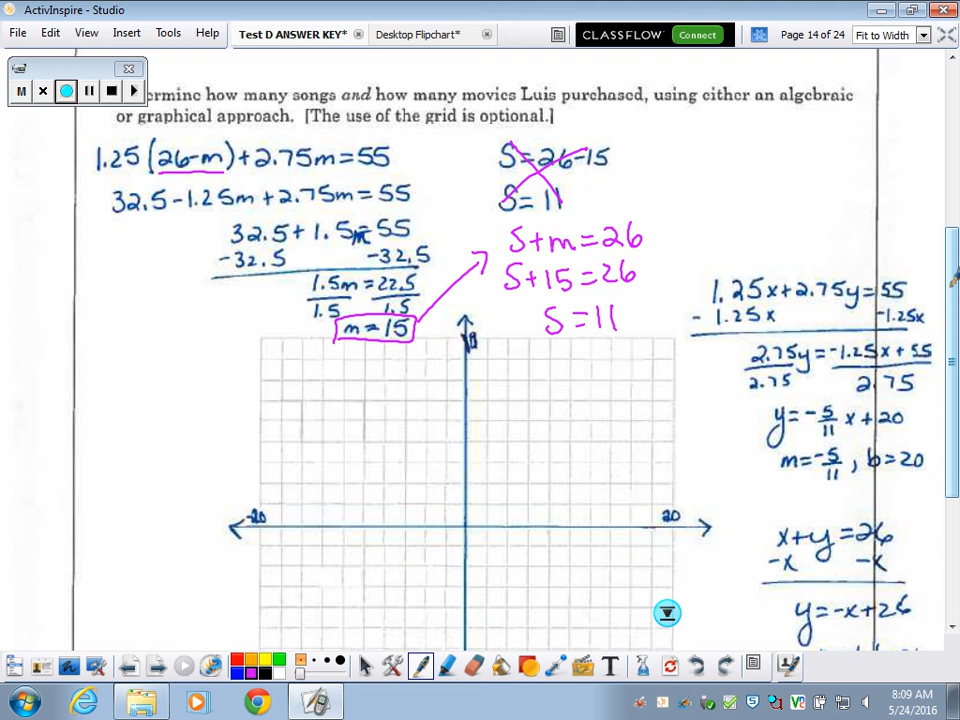 ActivInspire - Studio
File Edit View Insert Tools Help
Test D ANSWER KEY*
Desktop Flipchart*
CLASSFLOW Connect
Page 14 of 24
Fit to Width
M
ermine how many songs and how many movies Luis purchased, using either an algebraic
or graphical approach. [The use of the grid is optional.]
1.25(26-m)+2.75m=55
32.5-1.25m+2.75m=55
32.5+1.5m=55
-32.5 -32.5
1.5m=22.5
1.5 1.5
m=15
S=26-15
S=11
S+m=26
S+15=26
S=11
1.25x+2.75y=55
-1.25x -1.25x
2.75y=-1.25x+55
2.75 2.75
y=-5/11x+20
m=-5/11, b=20
-20 20
x+y=26
-x -x
y=-x+26
T
8:09 AM
5/24/2016